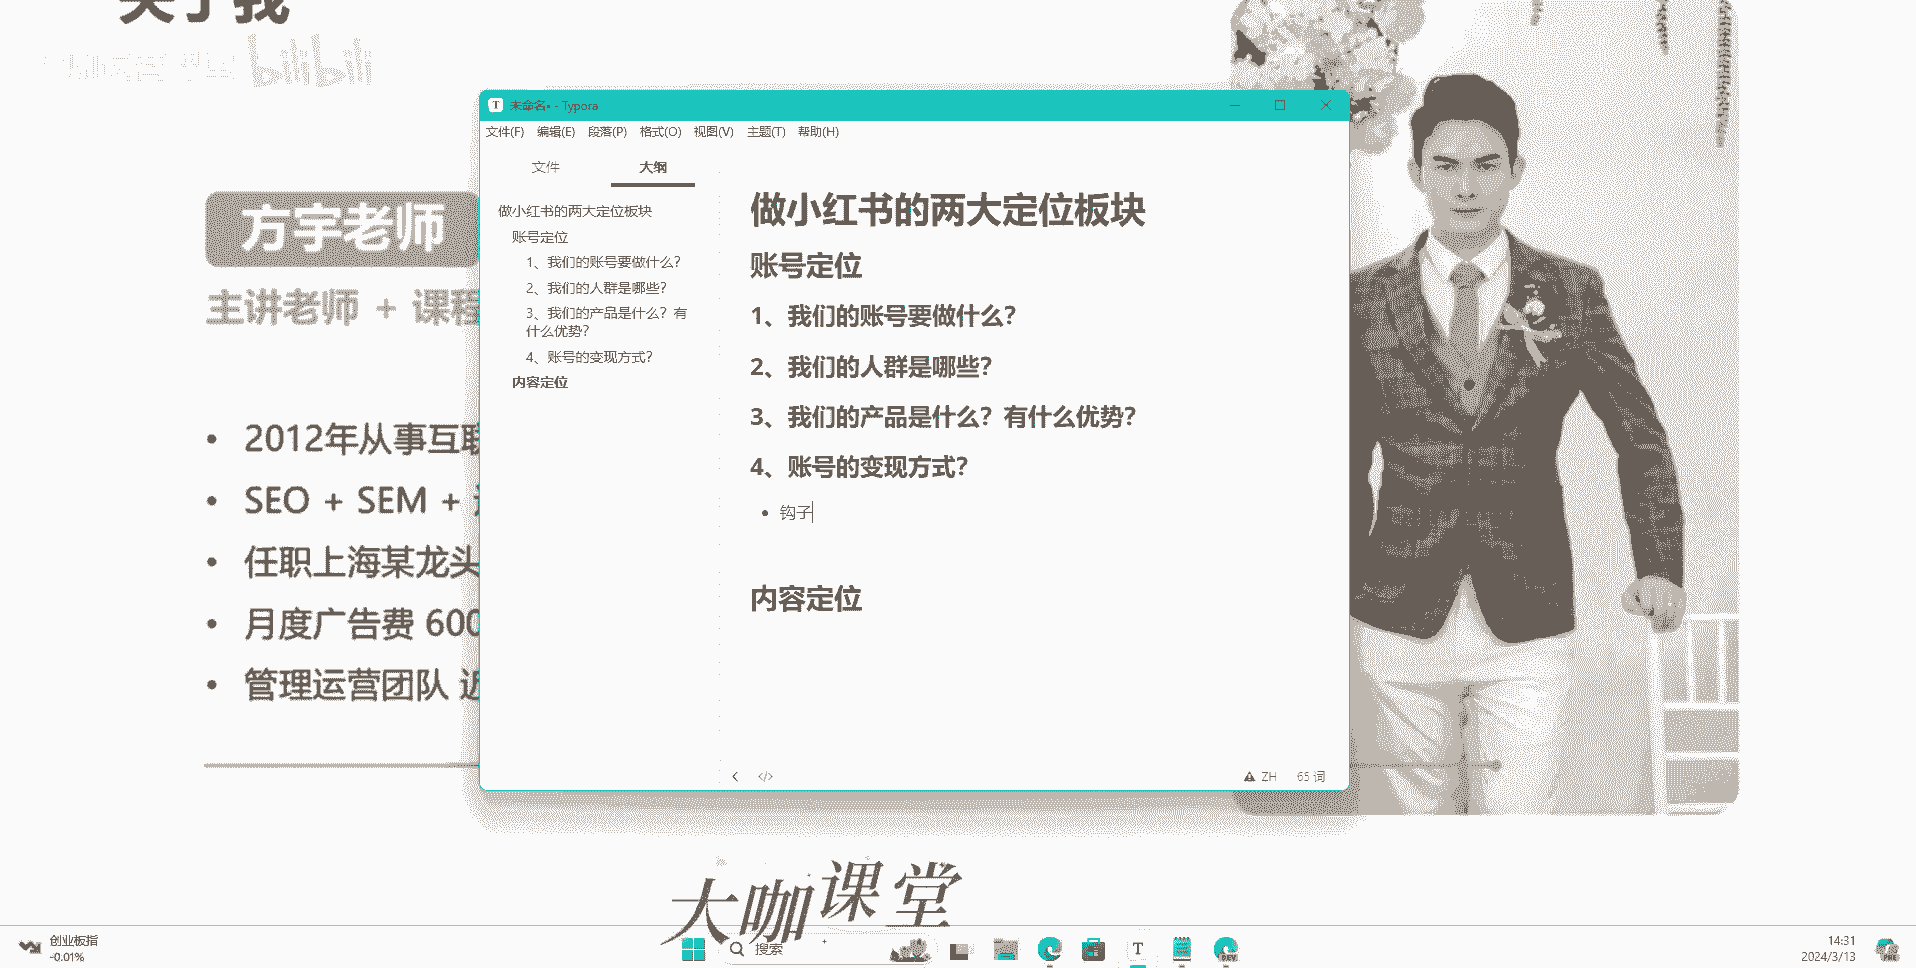 关于我
bilibili
方宇老师
主讲老师 + 课程
2012年从事互联
SEO + SEM +
任职上海某龙头
月度广告费 600
管理运营团队 近
未命名• - Typora
文件(F) 编辑(E) 段落(P) 格式(O) 视图(V) 主题(T) 帮助(H)
文件 大纲
做小红书的两大定位板块
账号定位
1、我们的账号要做什么?
2、我们的人群是哪些?
3、我们的产品是什么? 有
什么优势?
4、账号的变现方式?
内容定位
做小红书的两大定位板块
账号定位
1、我们的账号要做什么?
2、我们的人群是哪些?
3、我们的产品是什么? 有什么优势?
4、账号的变现方式?
• 钩子
内容定位
ZH 65 词
大咖课堂
创业板指
-0.01%
搜索
T
DEV
14:31
2024/3/13
PRE